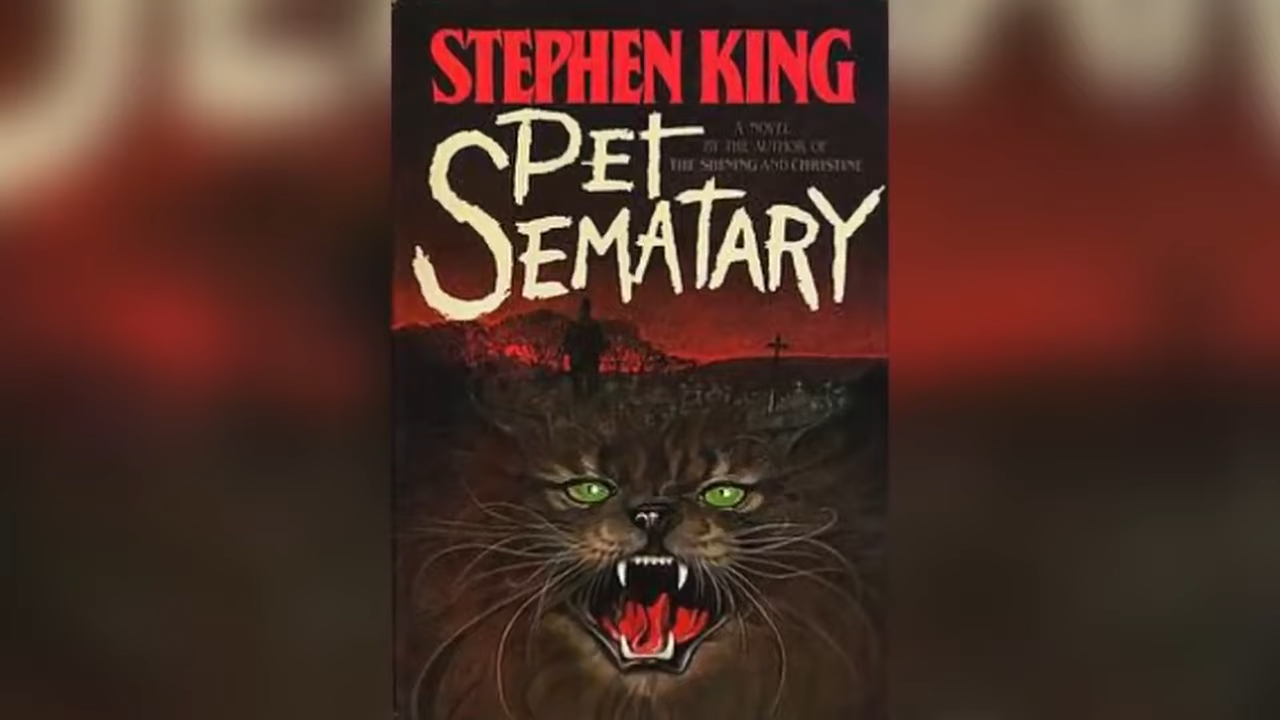 STEPHEN KING
PET
A NOVEL
BY THE AUTHOR OF
THE SHINING AND CHRISTINE
SEMATARY